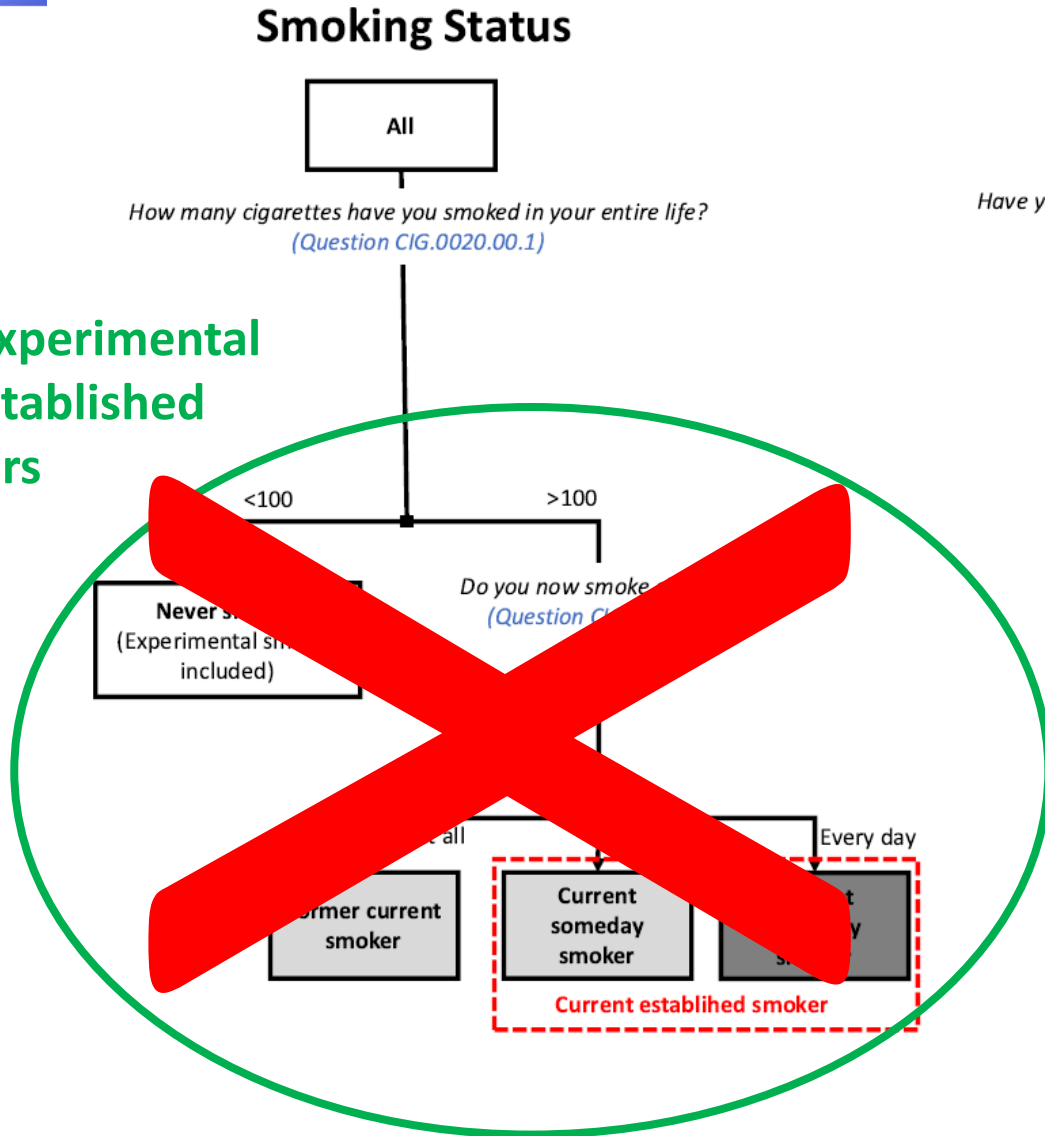 Smoking Status
All
How many cigarettes have you smoked in your entire life?
(Question CIG.0020.00.1)
Have y
xperimental
tablished
rs
<100
>100
Do you now smoke
(Question
Never
(Experimental
included)
all
Every day
former current
smoker
Current
someday
smoker
Current establihed smoker